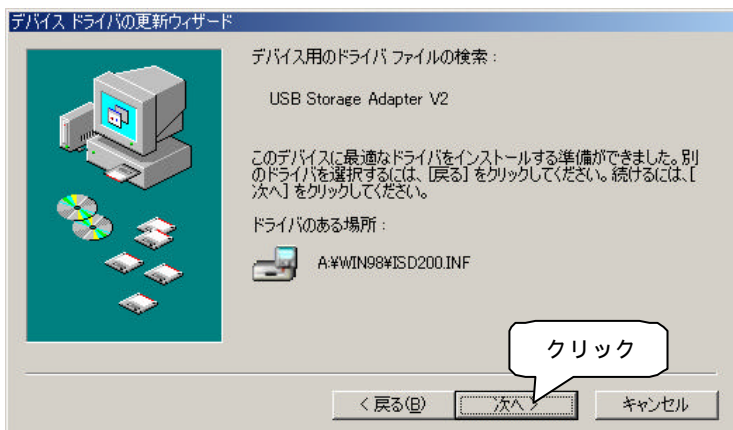 デバイス ドライバの更新ウィザード
デバイス用のドライバ ファイルの検索：
USB Storage Adapter V2
このデバイスに最適なドライバをインストールする準備ができました。別
のドライバを選択するには、[戻る] をクリックしてください。続けるには、[
次へ] をクリックしてください。
ドライバのある場所：
A:¥WIN98¥ISD200.INF
クリック
< 戻る(B) 次へ > キャンセル